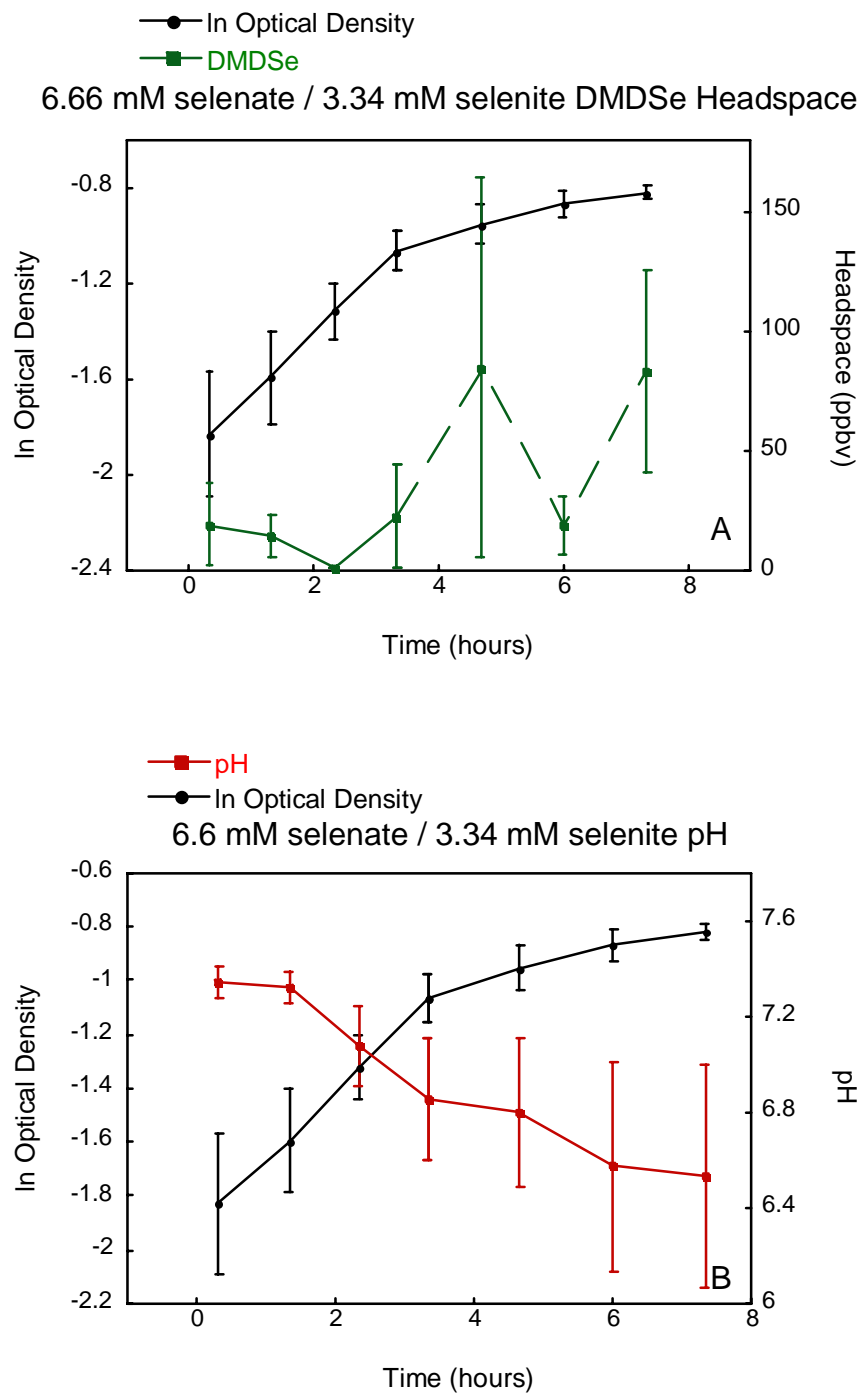 ln Optical Density
DMDSe
6.66 mM selenate / 3.34 mM selenite DMDSe Headspace
-0.8
-1.2
-1.6
-2
-2.4
ln Optical Density
150
100
50
0
Headspace (ppbv)
A
0 2 4 6 8
Time (hours)
pH
ln Optical Density
6.6 mM selenate / 3.34 mM selenite pH
-0.6
-0.8
-1
-1.2
-1.4
-1.6
-1.8
-2
-2.2
ln Optical Density
7.6
7.2
6.8
6.4
6
pH
B
0 2 4 6 8
Time (hours)